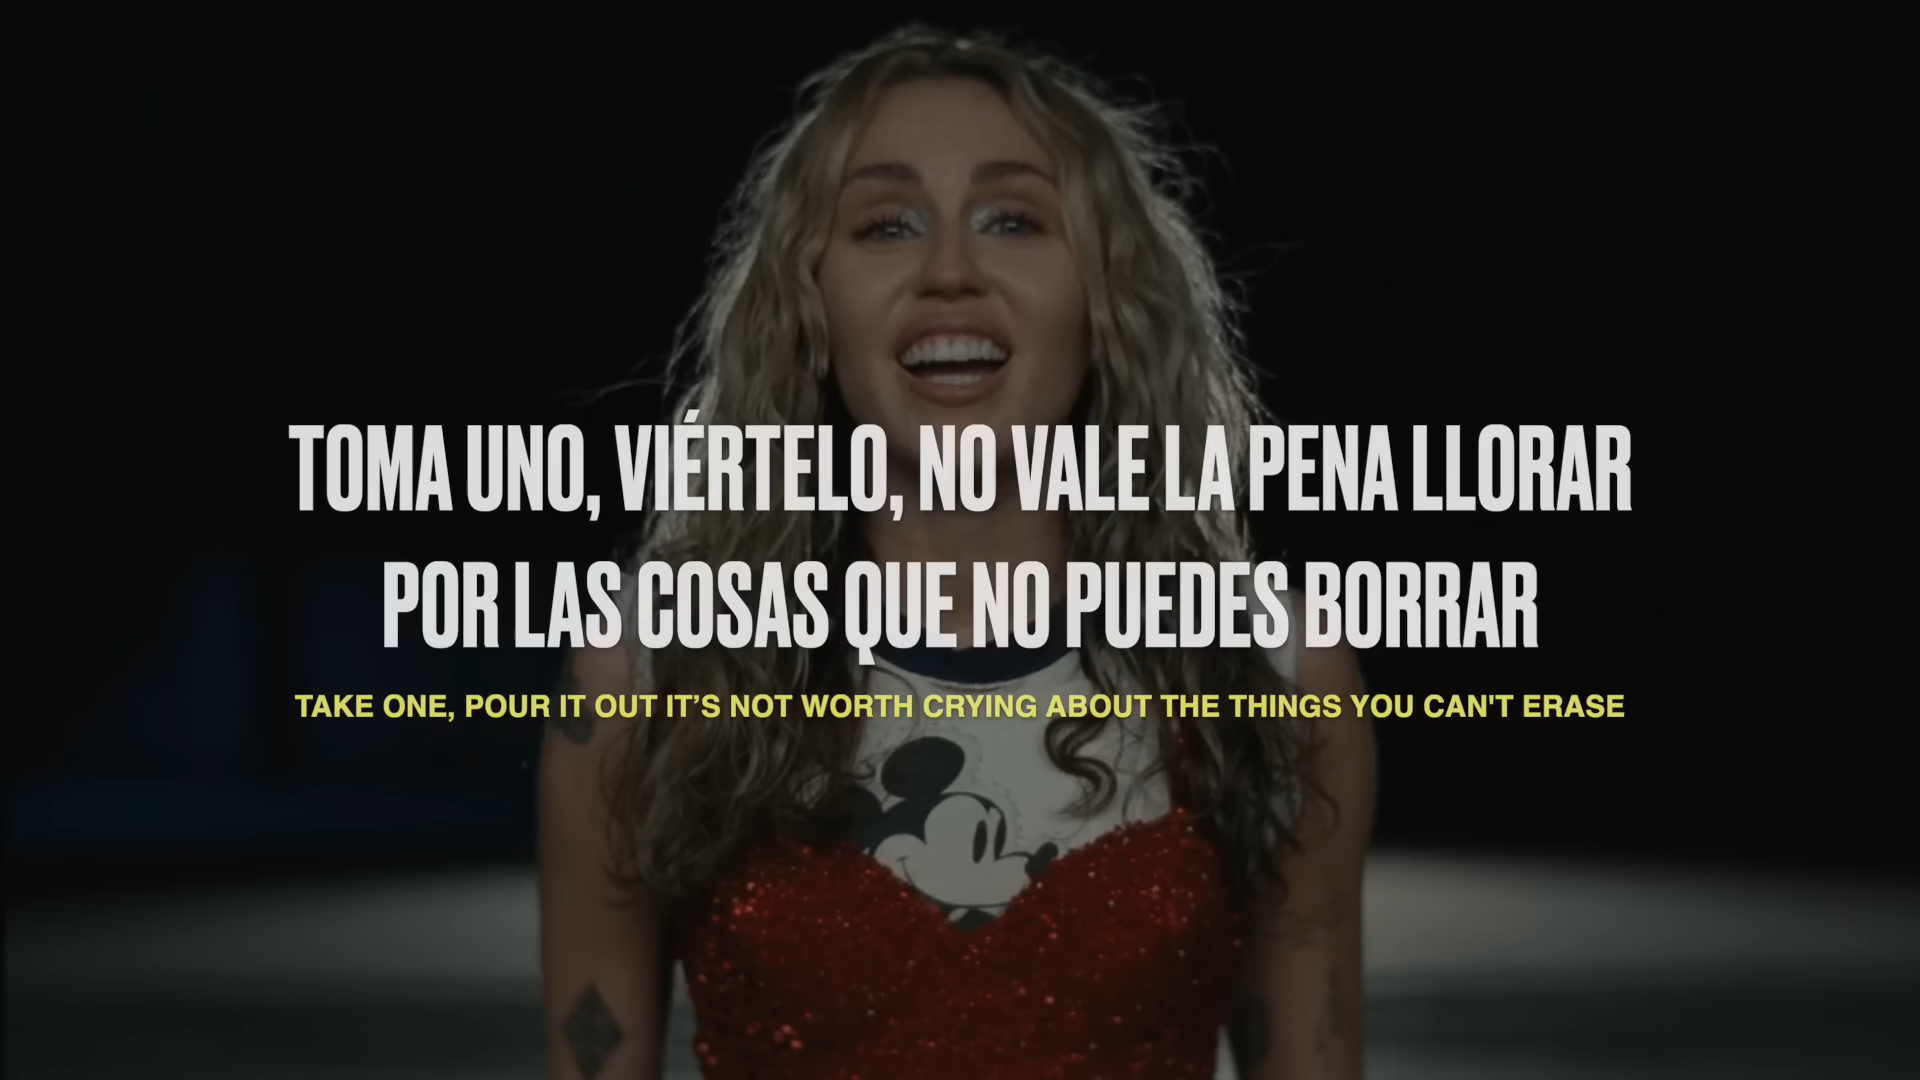 TOMA UNO, VIÉRTELO, NO VALE LA PENA LLORAR
POR LAS COSAS QUE NO PUEDES BORRAR
TAKE ONE, POUR IT OUT IT’S NOT WORTH CRYING ABOUT THE THINGS YOU CAN'T ERASE